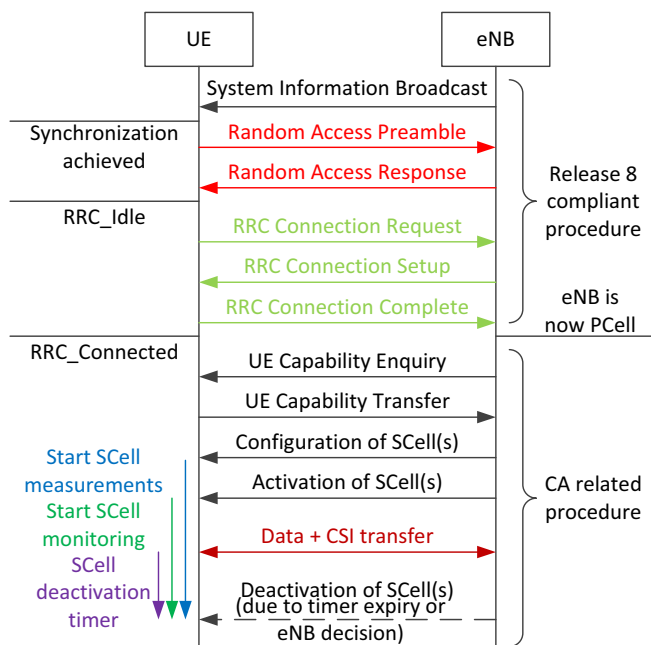 UE
eNB
System Information Broadcast
Synchronization
achieved
Random Access Preamble
Random Access Response
Release 8
compliant
procedure
RRC_Idle
RRC Connection Request
RRC Connection Setup
RRC Connection Complete
eNB is
now PCell
RRC_Connected
UE Capability Enquiry
UE Capability Transfer
Configuration of SCell(s)
Start SCell
measurements
Activation of SCell(s)
Start SCell
monitoring
CA related
procedure
Data + CSI transfer
SCell
deactivation
timer
Deactivation of SCell(s)
(due to timer expiry or
eNB decision)